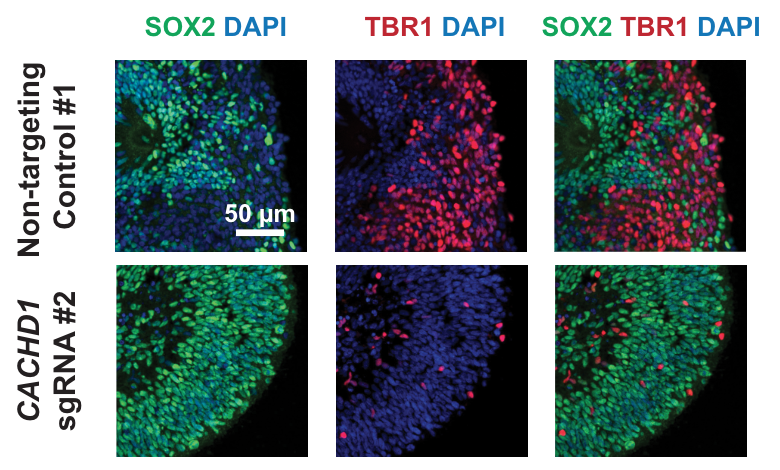 SOX2 DAPI
TBR1 DAPI
SOX2 TBR1 DAPI
Non-targeting
Control #1
50 µm
CACHD1
sgRNA #2